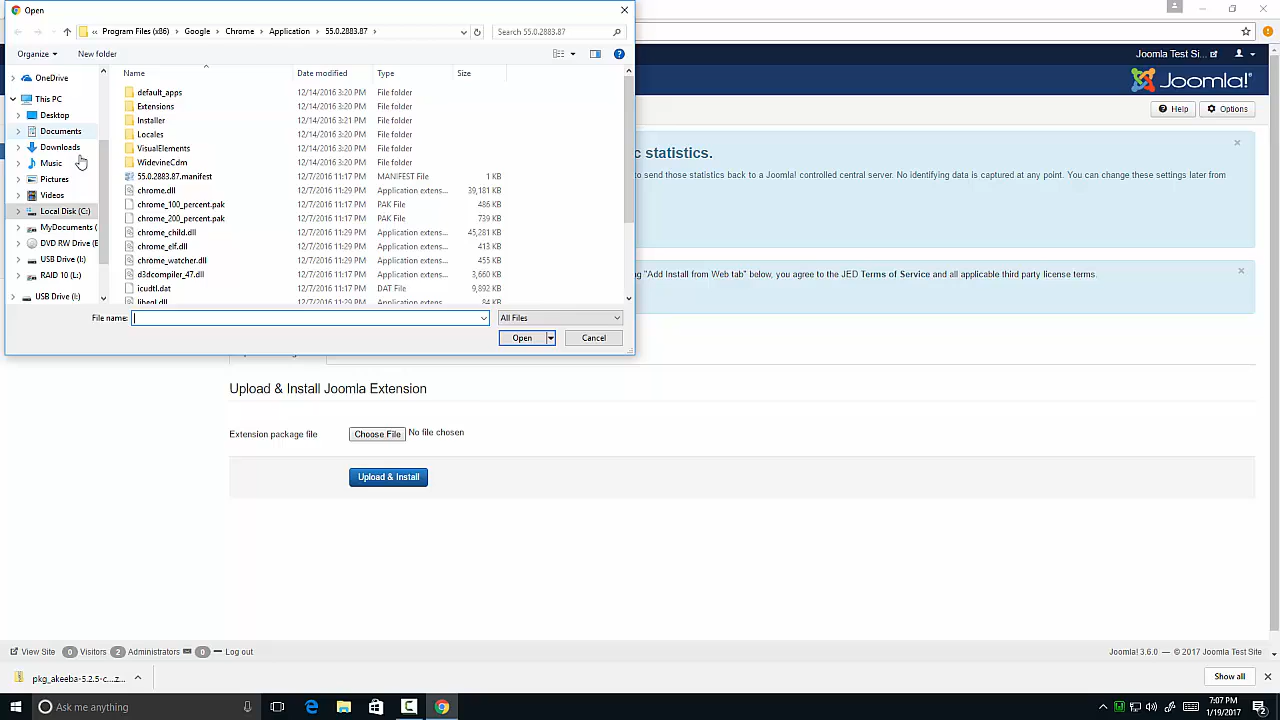 Open
Program Files (x86) > Google > Chrome > Application > 55.0.2883.87 >
Search 55.0.2883.87
Organize
New folder
OneDrive
This PC
Desktop
Documents
Downloads
Music
Pictures
Videos
Local Disk (C:)
MyDocuments (
DVD RW Drive (E
USB Drive (I:)
RAID 10 (L:)
USB Drive (I:)
Name Date modified Type Size
default_apps 12/14/2016 3:20 PM File folder
Extensions 12/14/2016 3:20 PM File folder
Installer 12/14/2016 3:21 PM File folder
Locales 12/14/2016 3:20 PM File folder
VisualElements 12/14/2016 3:20 PM File folder
WidevineCdm 12/14/2016 3:20 PM File folder
55.0.2883.87.manifest 12/7/2016 11:17 PM MANIFEST File 1 KB
chrome.dll 12/7/2016 11:29 PM Application extens... 39,181 KB
chrome_100_percent.pak 12/7/2016 11:17 PM PAK File 486 KB
chrome_200_percent.pak 12/7/2016 11:17 PM PAK File 739 KB
chrome_child.dll 12/7/2016 11:29 PM Application extens... 45,281 KB
chrome_elf.dll 12/7/2016 11:29 PM Application extens... 413 KB
chrome_watcher.dll 12/7/2016 11:29 PM Application extens... 455 KB
d3dcompiler_47.dll 12/7/2016 11:17 PM Application extens... 3,660 KB
icudtl.dat 12/7/2016 11:17 PM DAT File 9,892 KB
libegl.dll 12/7/2016 11:29 PM Application extens... 84 KB
File name:
All Files
Open
Cancel
Joomla Test Si...
Joomla!®
Help
Options
c statistics.
to send those statistics back to a Joomla! controlled central server. No identifying data is captured at any point. You can change these settings later from
g "Add Install from Web tab" below, you agree to the JED Terms of Service and all applicable third party license terms.
Upload & Install Joomla Extension
Extension package file
Choose File No file chosen
Upload & Install
View Site 0 Visitors 2 Administrators 0 Log out
Joomla! 3.6.0 — © 2017 Joomla Test Site
pkg_akeeba-5.2.5-c....z...
Show all
Ask me anything
7:07 PM
1/19/2017
2